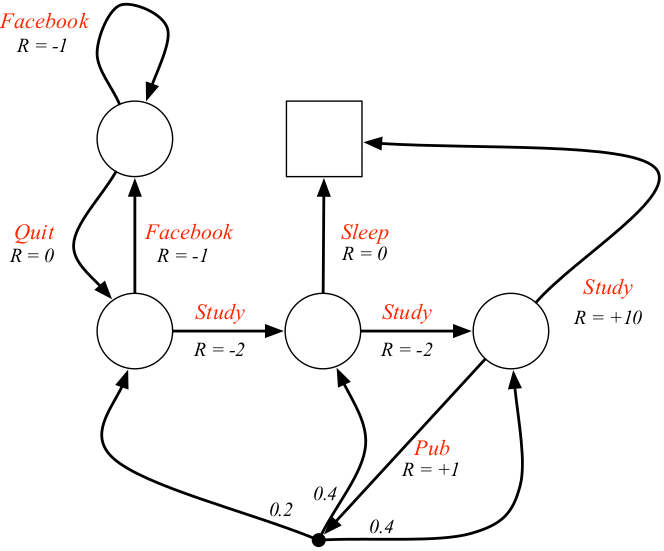 Facebook
R = -1
Quit
R = 0
Facebook
R = -1
Sleep
R = 0
Study
R = -2
Study
R = -2
Study
R = +10
Pub
R = +1
0.2
0.4
0.4